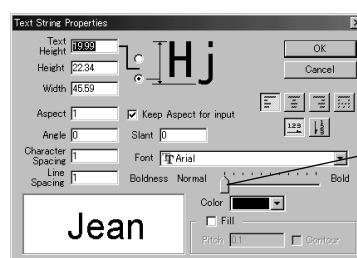 Text String Properties
Text Height 19.99
Height 22.34
Width 45.59
Hj
OK
Cancel
Aspect 1
Keep Aspect for input
Angle 0
Slant 0
123
Character Spacing 1
Font Arial
Line Spacing 1
Boldness Normal Bold
Color
Jean
Fill
Pitch 0.1
Contour